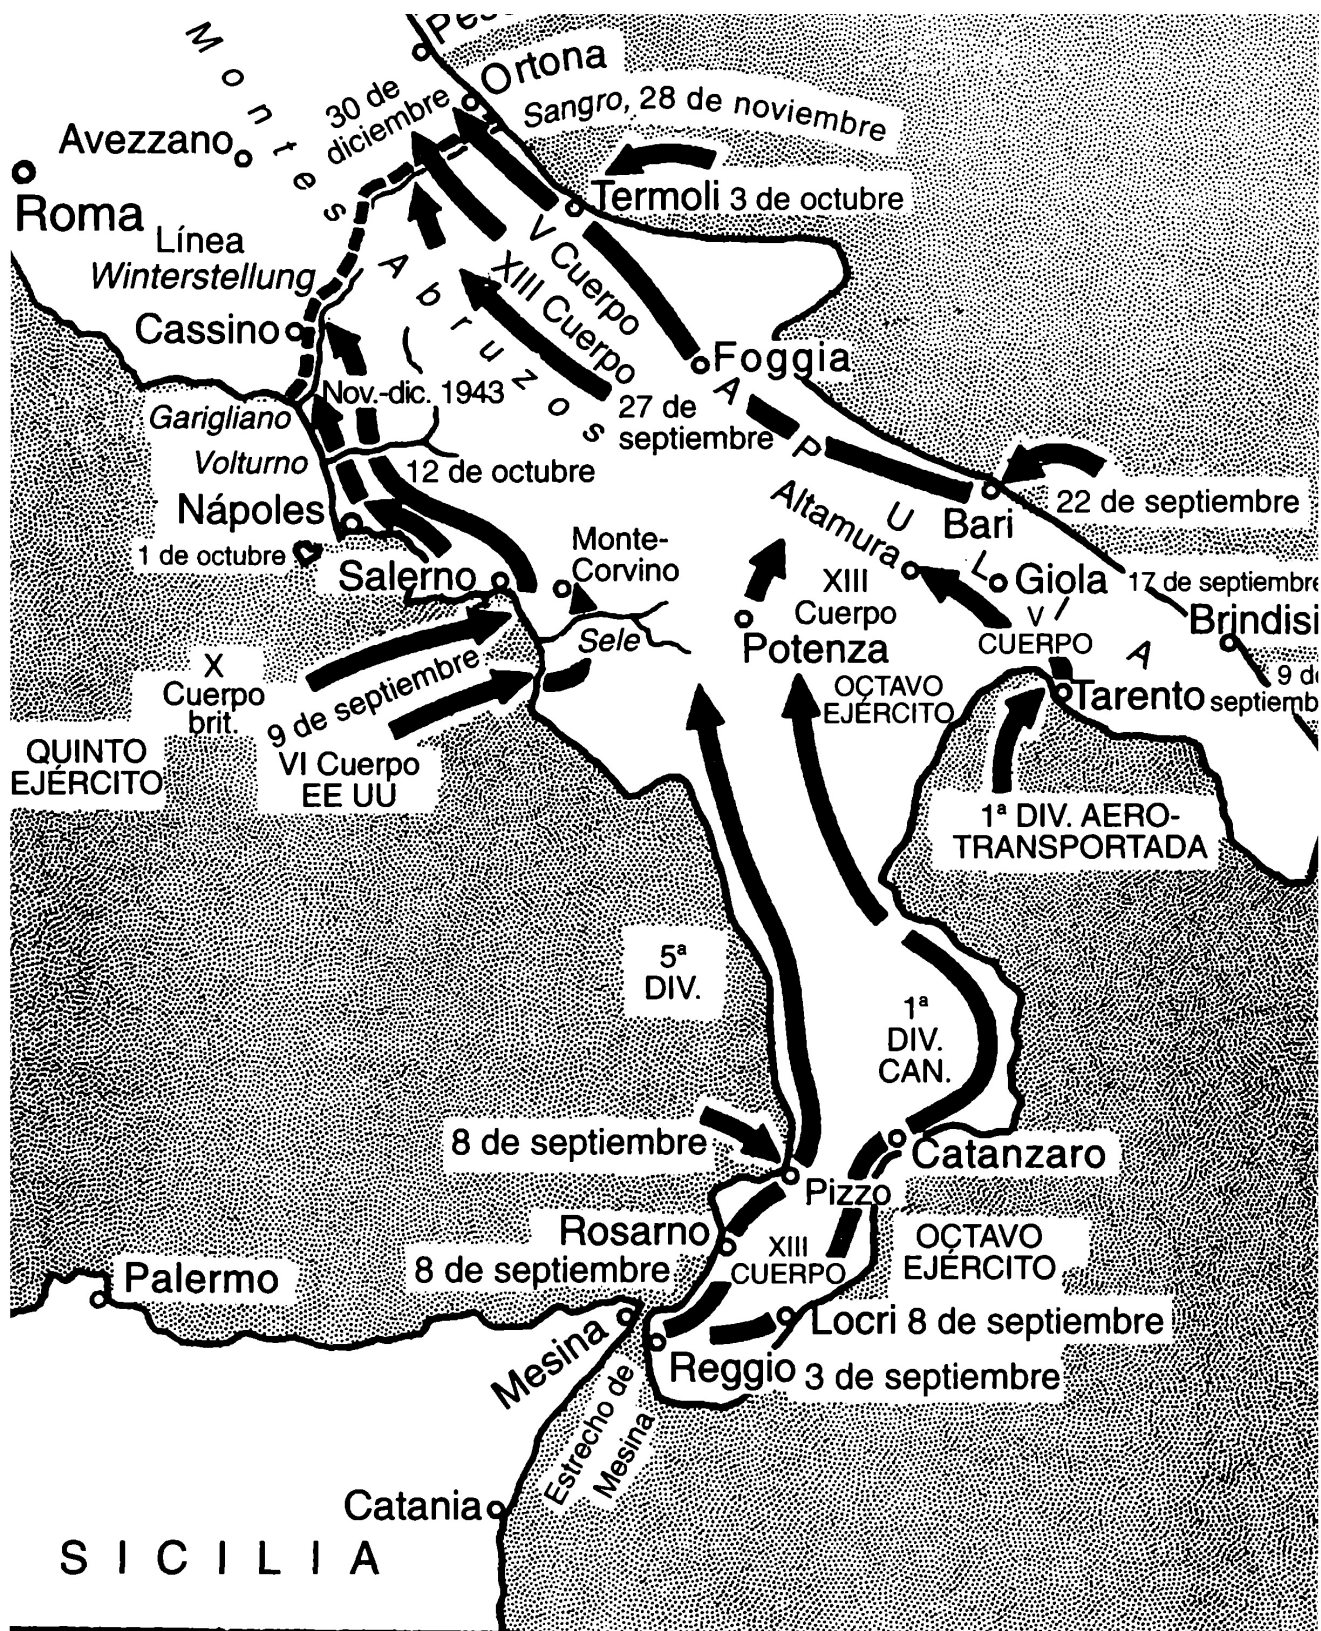 Montes
Ortona
30 de
diciembre
Sangro, 28 de noviembre
Avezzano
Roma
Termoli 3 de octubre
Línea
Winterstellung
Abruzos
V Cuerpo
XIII Cuerpo
Cassino
Foggia
Nov.-dic. 1943
27 de
septiembre
Garigliano
Volturno
12 de octubre
APULIA
Altamura
Bari
22 de septiembre
Nápoles
1 de octubre
Monte-
Corvino
Salerno
XIII
Cuerpo
Giola
17 de septiembre
V
CUERPO
Brindisi
Sele
Potenza
X
Cuerpo
brit.
9 de septiembre
OCTAVO
EJÉRCITO
9 de
Tarento
QUINTO
EJÉRCITO
VI Cuerpo
EE UU
1ª DIV. AERO-
TRANSPORTADA
5ª
DIV.
1ª
DIV.
CAN.
8 de septiembre
Catanzaro
Pizzo
Rosarno
8 de septiembre
XIII
CUERPO
OCTAVO
EJÉRCITO
Palermo
Locri 8 de septiembre
Mesina
Reggio 3 de septiembre
Estrecho de
Mesina
Catania
SICILIA